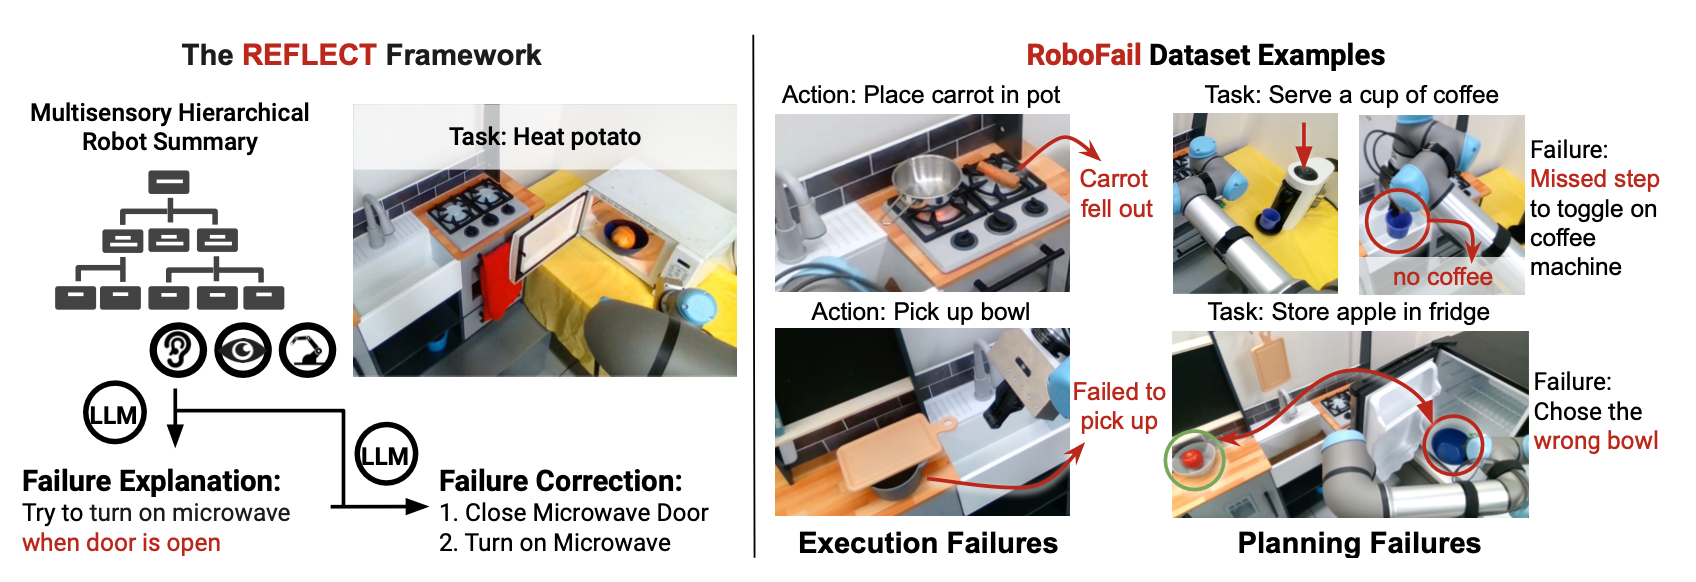 The REFLECT Framework
Multisensory Hierarchical
Robot Summary
Task: Heat potato
LLM
LLM
Failure Explanation:
Try to turn on microwave
when door is open
Failure Correction:
1. Close Microwave Door
2. Turn on Microwave
RoboFail Dataset Examples
Action: Place carrot in pot
Carrot
fell out
Action: Pick up bowl
Failed to
pick up
Execution Failures
Task: Serve a cup of coffee
no coffee
Failure:
Missed step
to toggle on
coffee
machine
Task: Store apple in fridge
Failure:
Chose the
wrong bowl
Planning Failures